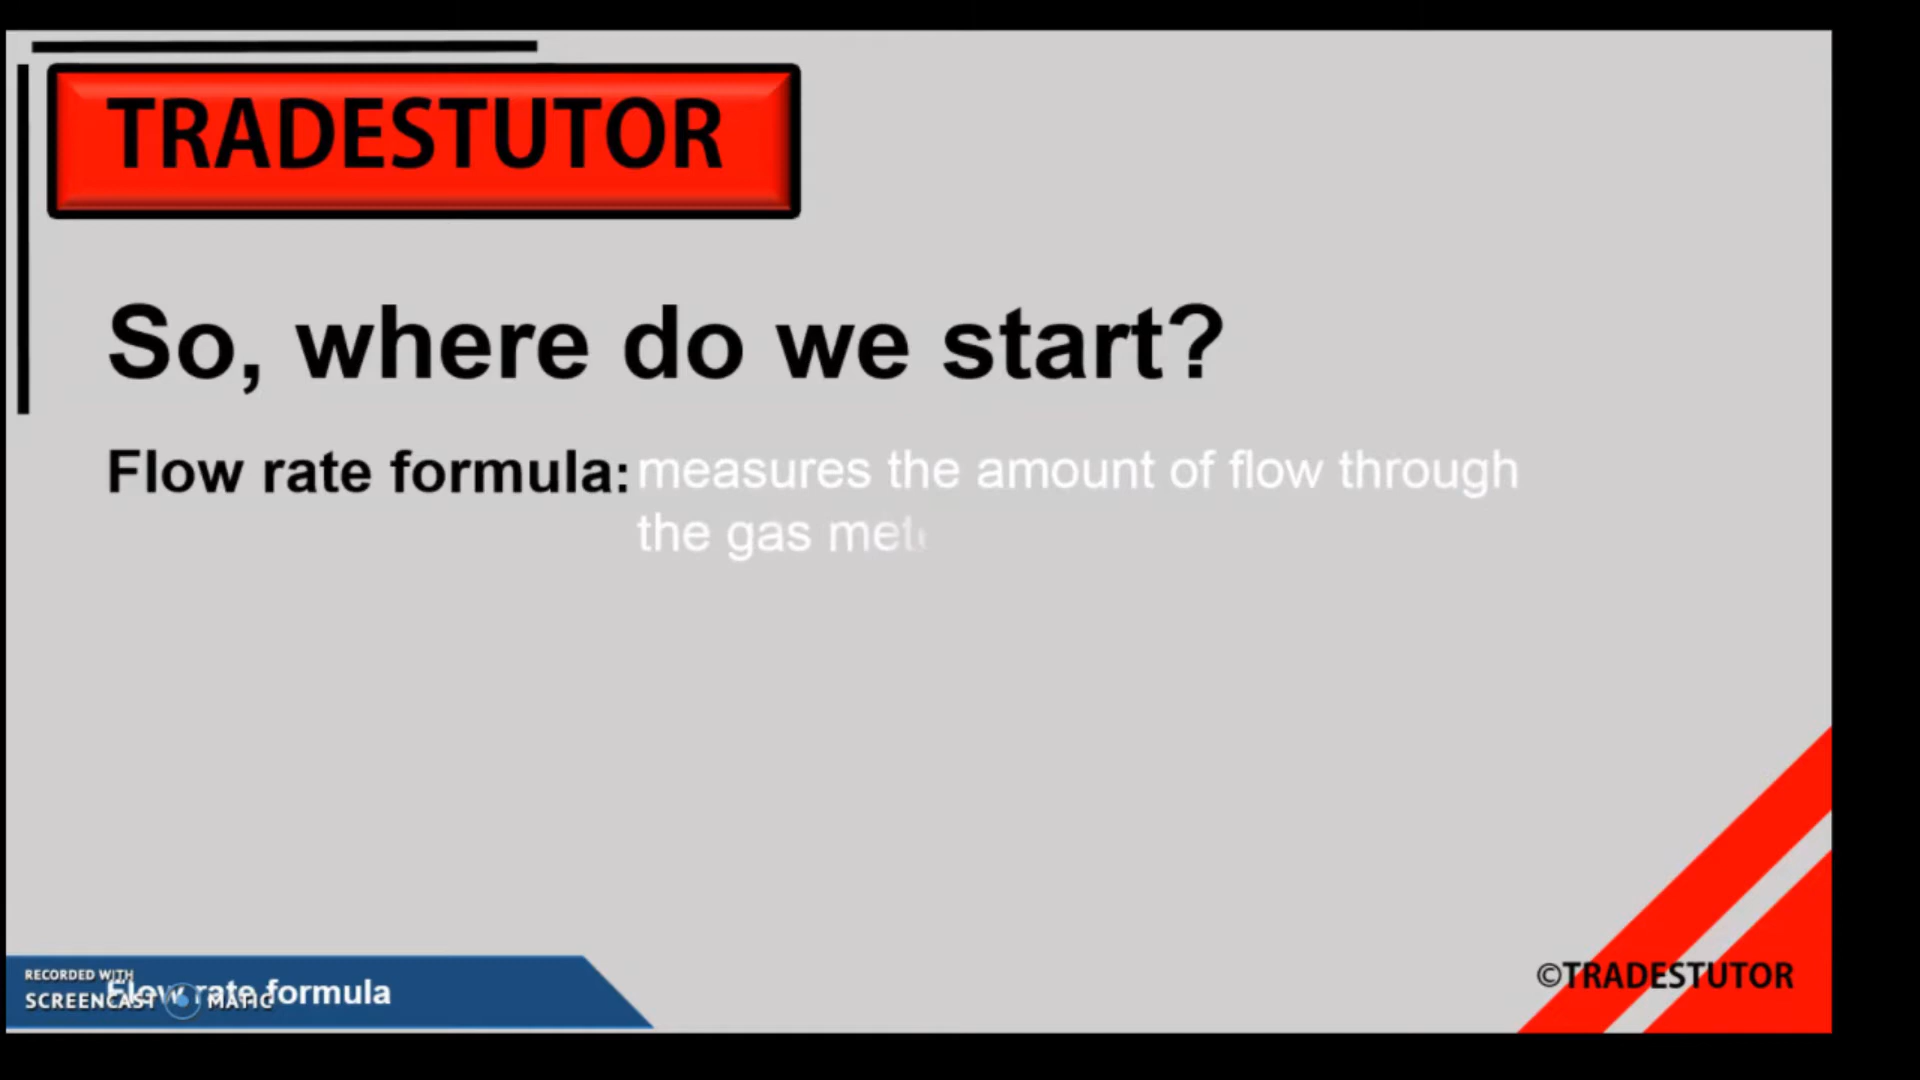 TRADESTUTOR
So, where do we start?
Flow rate formula: measures the amount of flow through
the gas
RECORDED WITH
SCREENCAST MATIC
Flow rate formula
©TRADESTUTOR